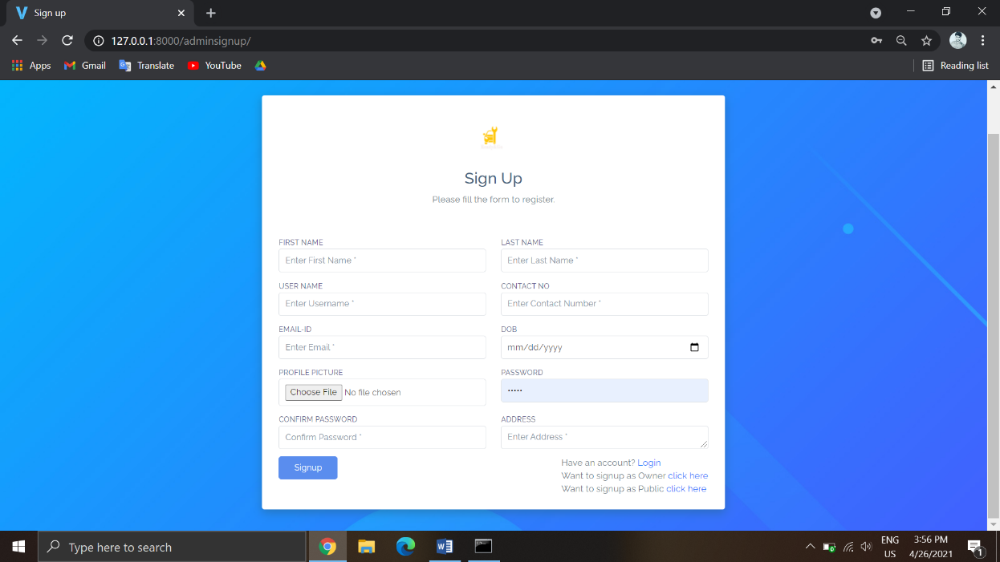 Sign up
127.0.0.1:8000/adminsignup/
Apps Gmail Translate YouTube Reading list
Sign Up
Please fill the form to register.
FIRST NAME LAST NAME
Enter First Name * Enter Last Name *
USER NAME CONTACT NO
Enter Username * Enter Contact Number *
EMAIL-ID DOB
Enter Email * mm/dd/yyyy
PROFILE PICTURE PASSWORD
Choose File No file chosen •••••
CONFIRM PASSWORD ADDRESS
Confirm Password * Enter Address *
Signup Have an account? Login
Want to signup as Owner click here
Want to signup as Public click here
Type here to search
ENG 3:56 PM
US 4/26/2021 1